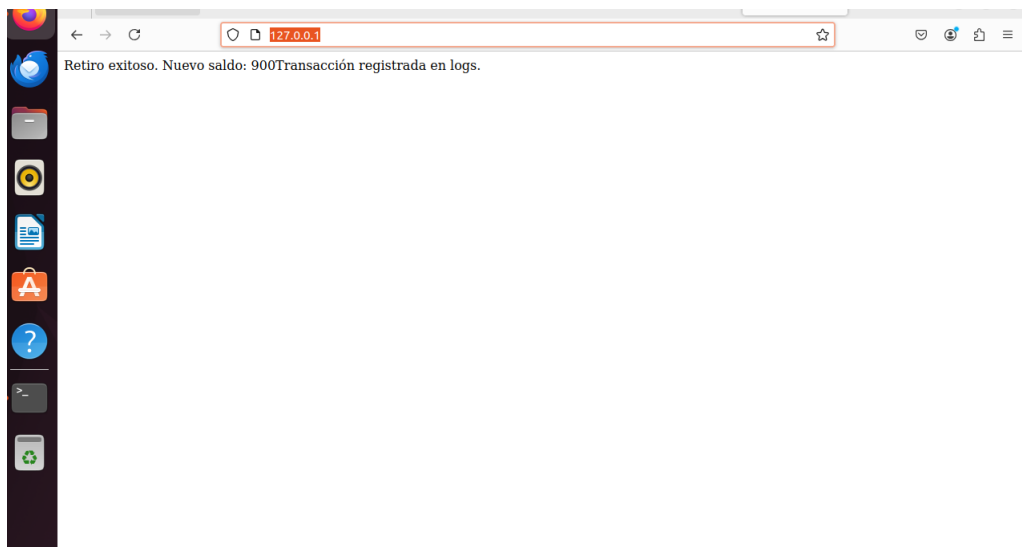 127.0.0.1
Retiro exitoso. Nuevo saldo: 900Transacción registrada en logs.